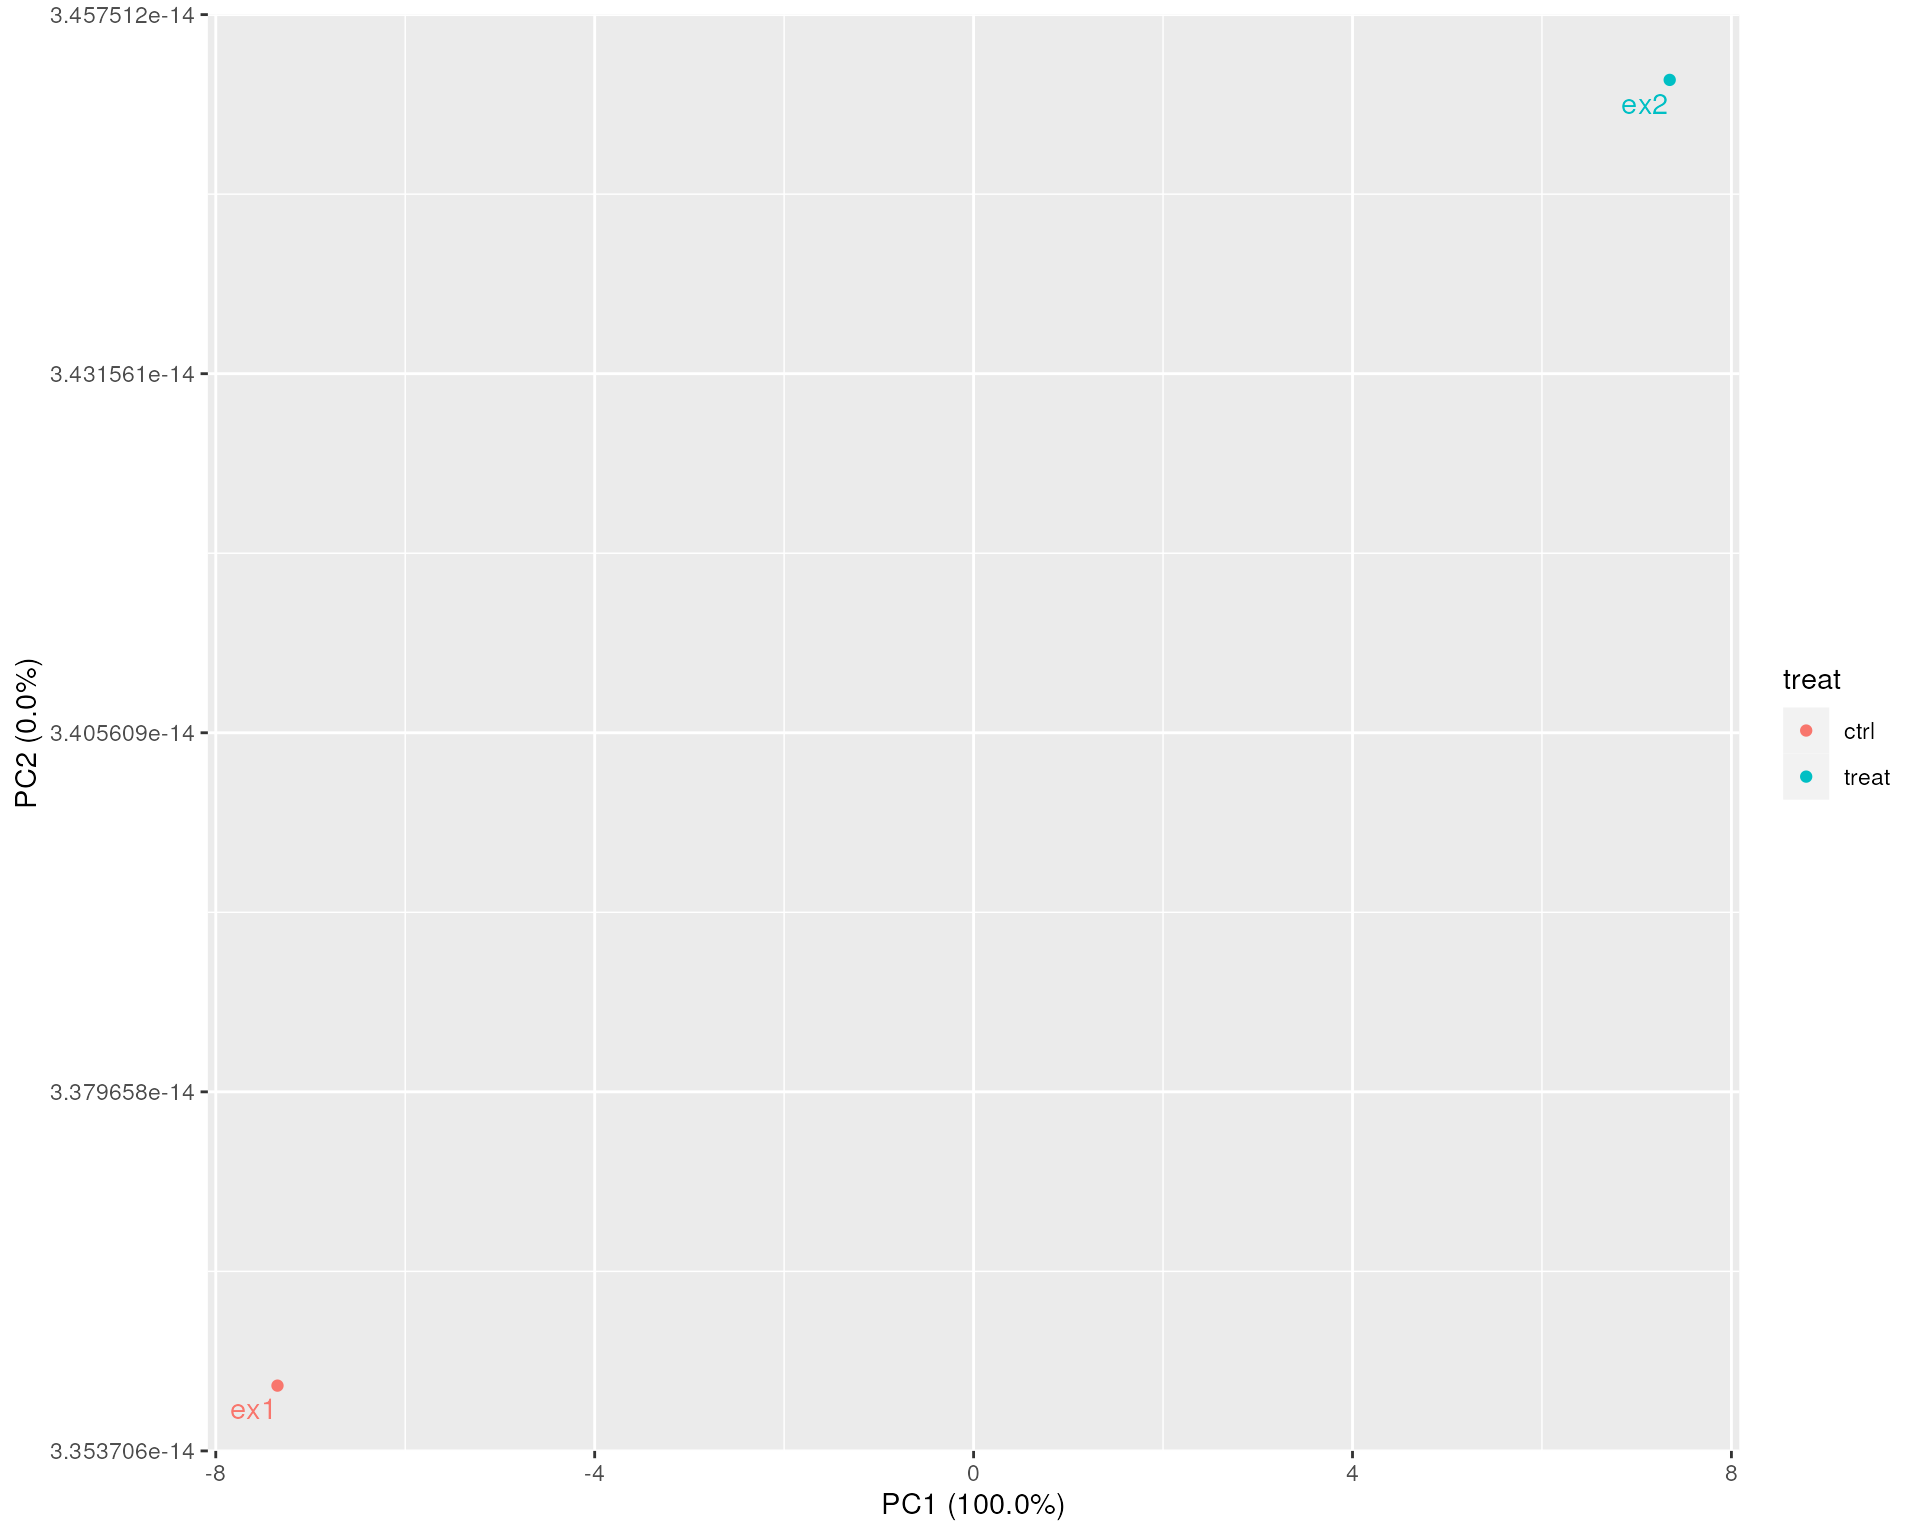 3.457512e-14
ex2
3.431561e-14
PC2 (0.0%)
3.405609e-14
3.379658e-14
ex1
3.353706e-14
-8 -4 0 4 8
PC1 (100.0%)
treat
ctrl
treat